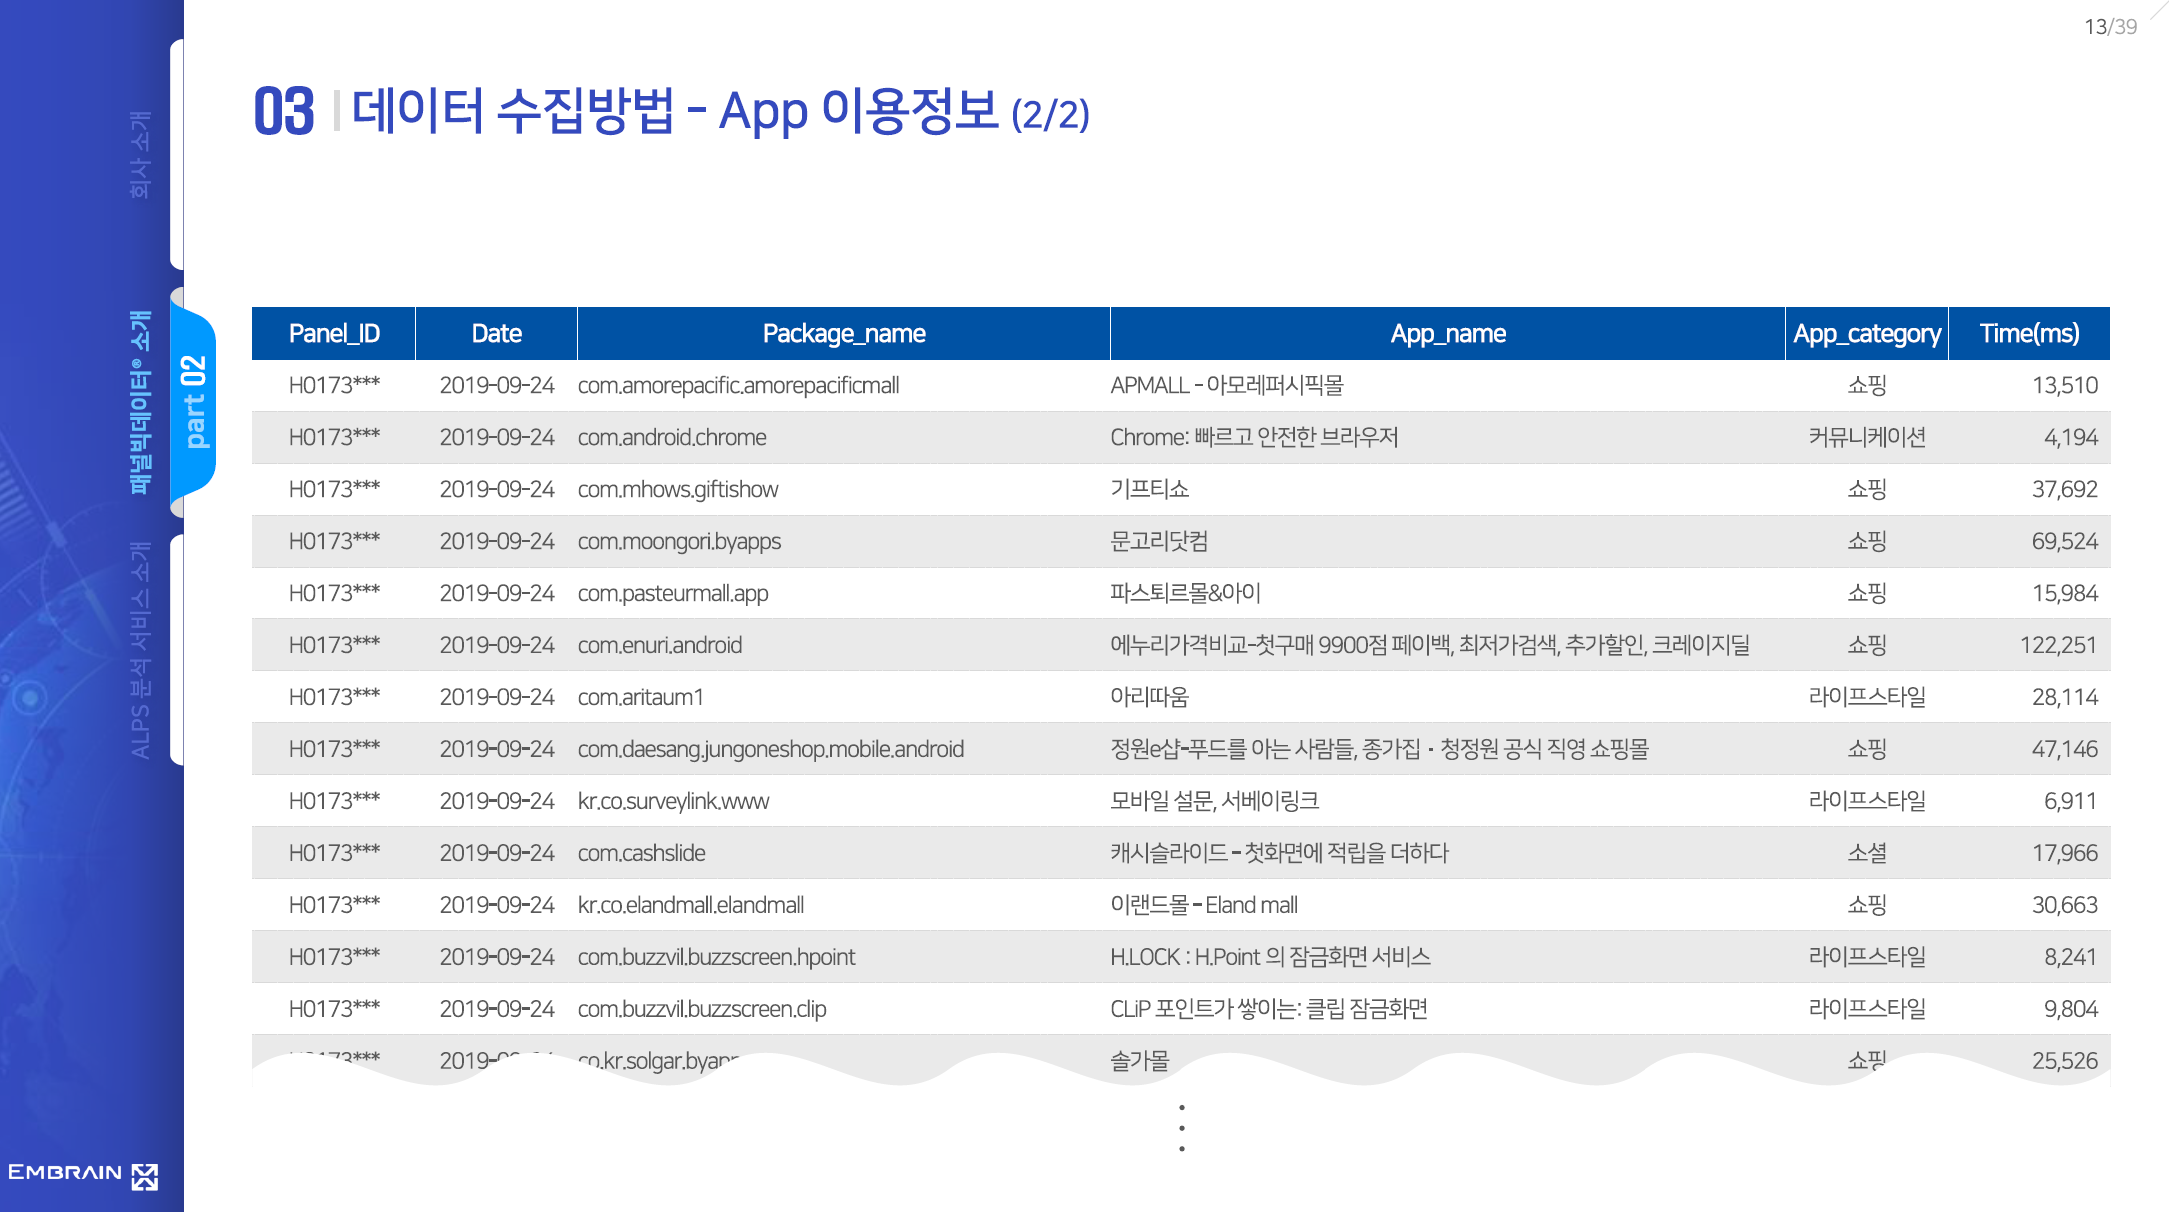 13/39
03 데이터 수집방법 - App 이용정보 (2/2)
회사 소개
패널빅데이터® 소개
part 02
ALPS 분석 서비스 소개
Panel_ID Date Package_name App_name App_category Time(ms)
H0173*** 2019-09-24 com.amorepacific.amorepacificmall APMALL - 아모레퍼시픽몰 쇼핑 13,510
H0173*** 2019-09-24 com.android.chrome Chrome: 빠르고 안전한 브라우저 커뮤니케이션 4,194
H0173*** 2019-09-24 com.mhows.giftishow 기프티쇼 쇼핑 37,692
H0173*** 2019-09-24 com.moongori.byapps 문고리닷컴 쇼핑 69,524
H0173*** 2019-09-24 com.pasteurmall.app 파스퇴르몰&아이 쇼핑 15,984
H0173*** 2019-09-24 com.enuri.android 에누리가격비교-첫구매 9900점 페이백, 최저가검색, 추가할인, 크레이지딜 쇼핑 122,251
H0173*** 2019-09-24 com.aritaum1 아리따움 라이프스타일 28,114
H0173*** 2019-09-24 com.daesang.jungoneshop.mobile.android 정원e샵-푸드를 아는 사람들, 종가집 · 청정원 공식 직영 쇼핑몰 쇼핑 47,146
H0173*** 2019-09-24 kr.co.surveylink.www 모바일 설문, 서베이링크 라이프스타일 6,911
H0173*** 2019-09-24 com.cashslide 캐시슬라이드 - 첫화면에 적립을 더하다 소셜 17,966
H0173*** 2019-09-24 kr.co.elandmall.elandmall 이랜드몰 - Eland mall 쇼핑 30,663
H0173*** 2019-09-24 com.buzzvil.buzzscreen.hpoint H.LOCK : H.Point 의 잠금화면 서비스 라이프스타일 8,241
H0173*** 2019-09-24 com.buzzvil.buzzscreen.clip CLiP 포인트가 쌓이는: 클립 잠금화면 라이프스타일 9,804
H0173*** 2019-09-24 co.kr.solgar.byapp 솔가몰 쇼핑 25,526
EMBRAIN